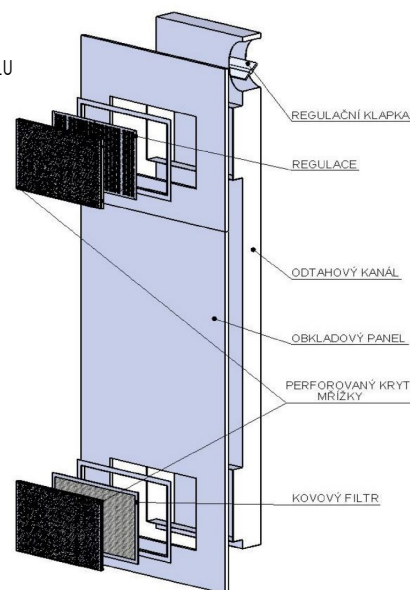 REGULAČNÍ KLAPKA
REGULACE
ODTAHOVÝ KANÁL
OBKLADOVÝ PANEL
PERFOROVANÝ KRYT
MŘÍŽKY
KOVOVÝ FILTR